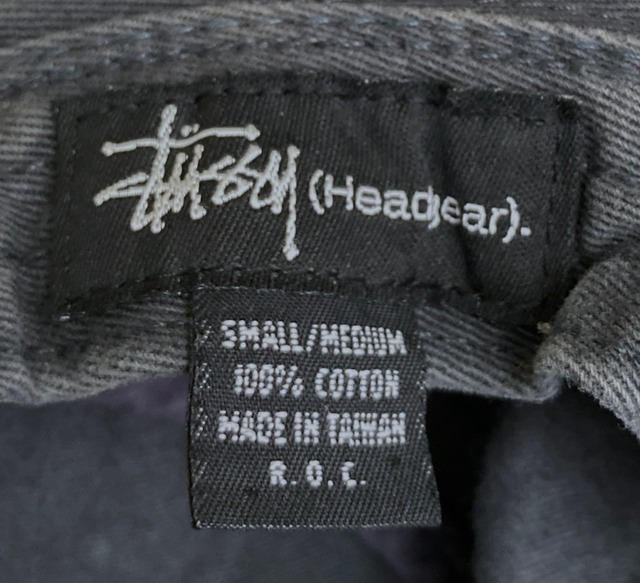 Stüssy (Headgear).
SMALL/MEDIUM
100% COTTON
MADE IN TAIWAN
R.O.C.